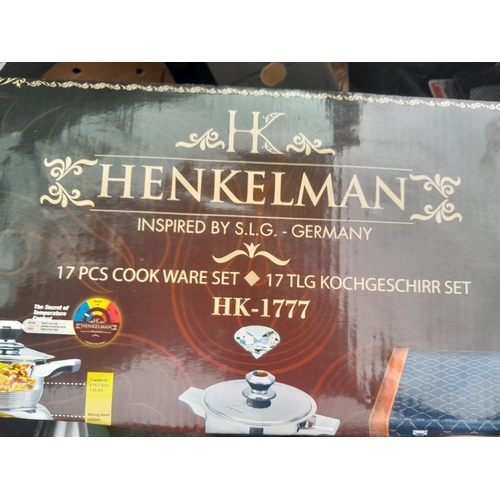 HK
HENKELMAN
INSPIRED BY S.L.G. - GERMANY
17 PCS COOK WARE SET ◆ 17 TLG KOCHGESCHIRR SET
HK-1777
The Secret of
Temperature
HENKELMAN